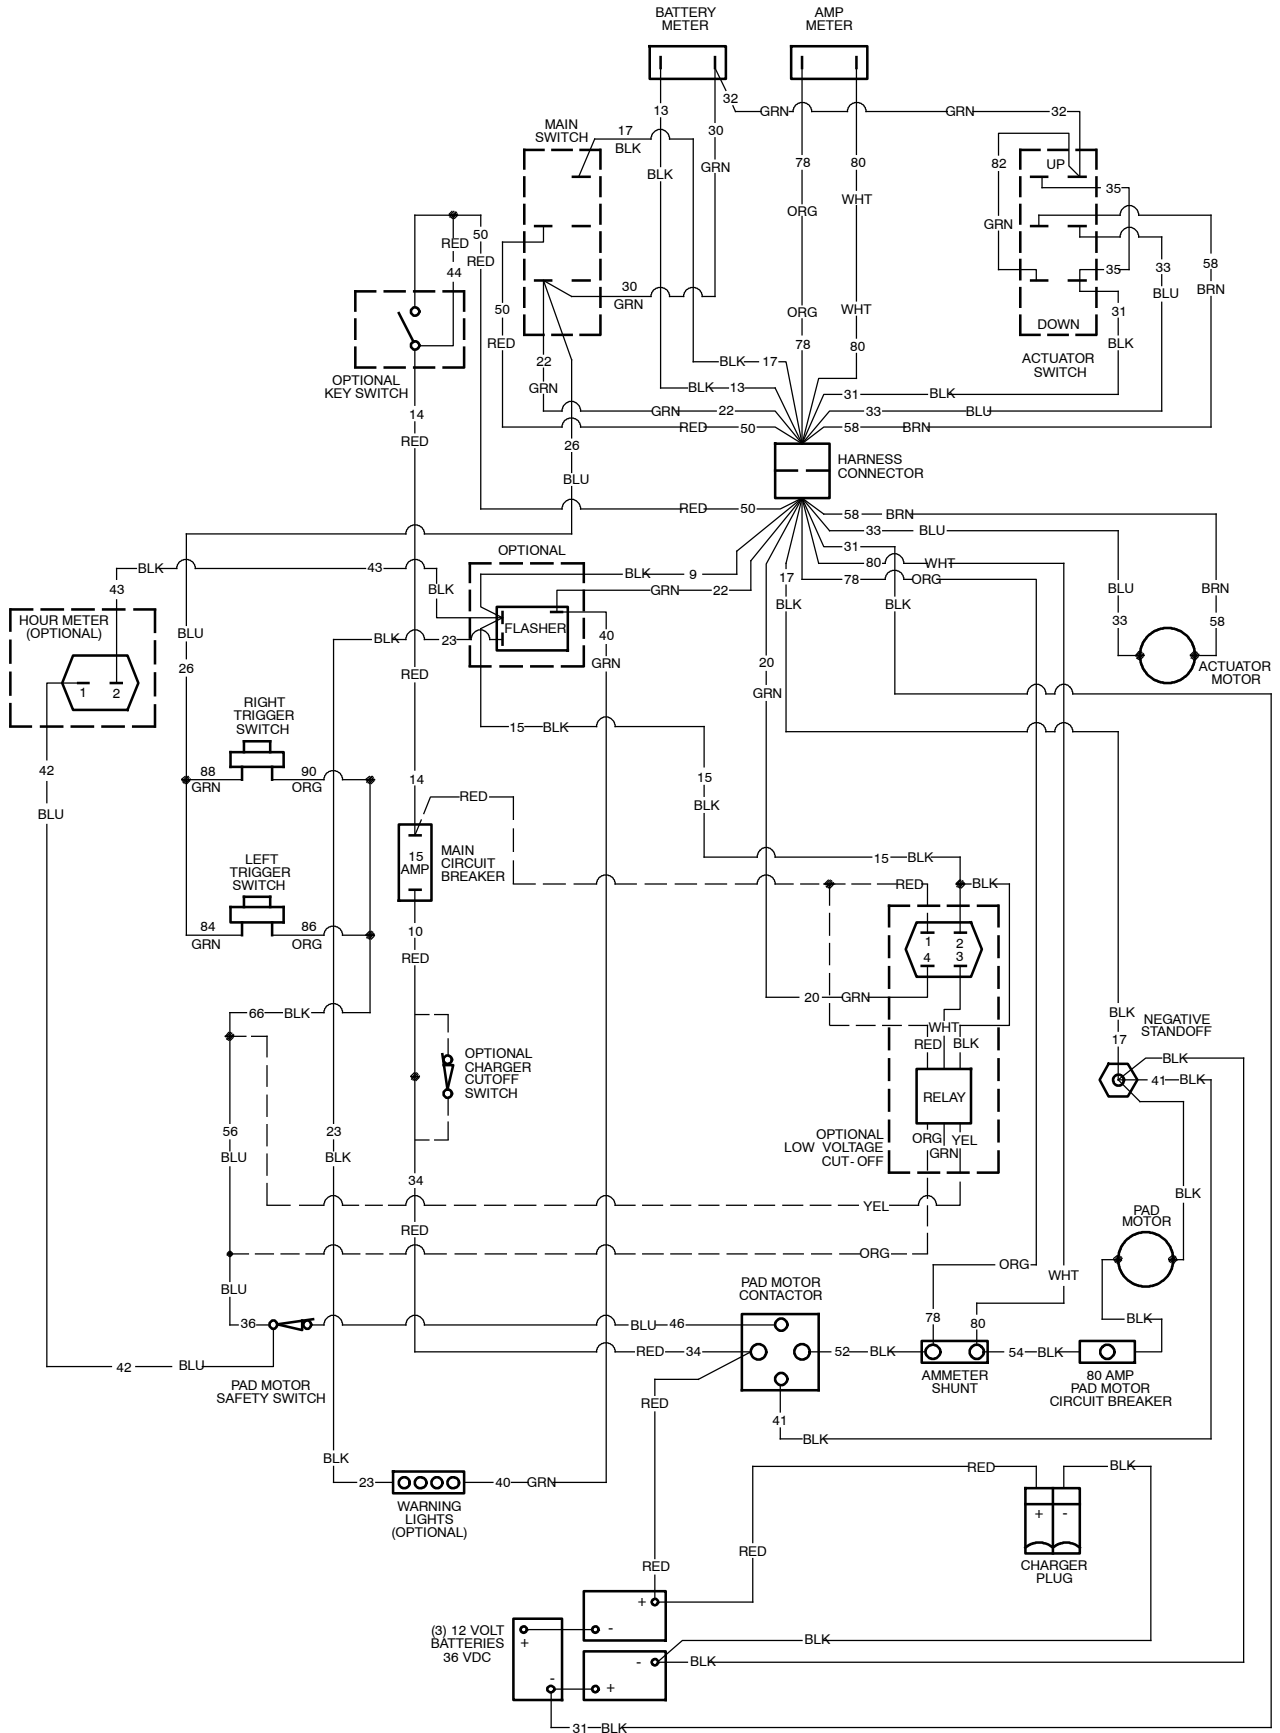 BATTERY
METER
AMP
METER
32
13
GRN
GRN
32
MAIN
SWITCH
17
BLK
30
GRN
BLK
78
80
ORG
WHT
82
UP
35
GRN
RED
50
RED
44
35
33
BLU
58
BRN
50
RED
30
GRN
ORG
78
WHT
80
31
BLK
DOWN
ACTUATOR
SWITCH
OPTIONAL
KEY SWITCH
22
GRN
BLK
17
BLK
13
31
BLK
14
RED
GRN
22
33
BLU
RED
50
58
BRN
26
BLU
HARNESS
CONNECTOR
RED
50
58
BRN
33
BLU
31
80
WHT
78
ORG
OPTIONAL
BLK
43
43
BLK
BLK
9
GRN
22
17
BLK
BLK
BLU
33
BRN
58
HOUR METER
(OPTIONAL)
1
2
BLU
26
BLK
23
FLASHER
40
GRN
RED
20
GRN
ACTUATOR
MOTOR
RIGHT
TRIGGER
SWITCH
15
BLK
42
BLU
88
GRN
90
ORG
14
RED
15
BLK
LEFT
TRIGGER
SWITCH
15
AMP
MAIN
CIRCUIT
BREAKER
15
BLK
RED
BLK
84
GRN
86
ORG
10
RED
1
2
4
3
20
GRN
66
BLK
WHT
RED
BLK
BLK
17
NEGATIVE
STANDOFF
BLK
41
BLK
OPTIONAL
CHARGER
CUTOFF
SWITCH
RELAY
56
BLU
23
BLK
OPTIONAL
LOW VOLTAGE
CUT-OFF
ORG
GRN
YEL
34
RED
YEL
BLK
PAD
MOTOR
ORG
ORG
WHT
BLU
PAD MOTOR
CONTACTOR
78
80
BLK
36
BLU
46
RED
34
52
BLK
54
BLK
42
BLU
AMMETER
SHUNT
80 AMP
PAD MOTOR
CIRCUIT BREAKER
PAD MOTOR
SAFETY SWITCH
RED
41
BLK
BLK
23
40
GRN
WARNING
LIGHTS
(OPTIONAL)
RED
BLK
+
-
RED
RED
CHARGER
PLUG
+
-
(3) 12 VOLT
BATTERIES
36 VDC
+
-
-
+
BLK
BLK
31
BLK